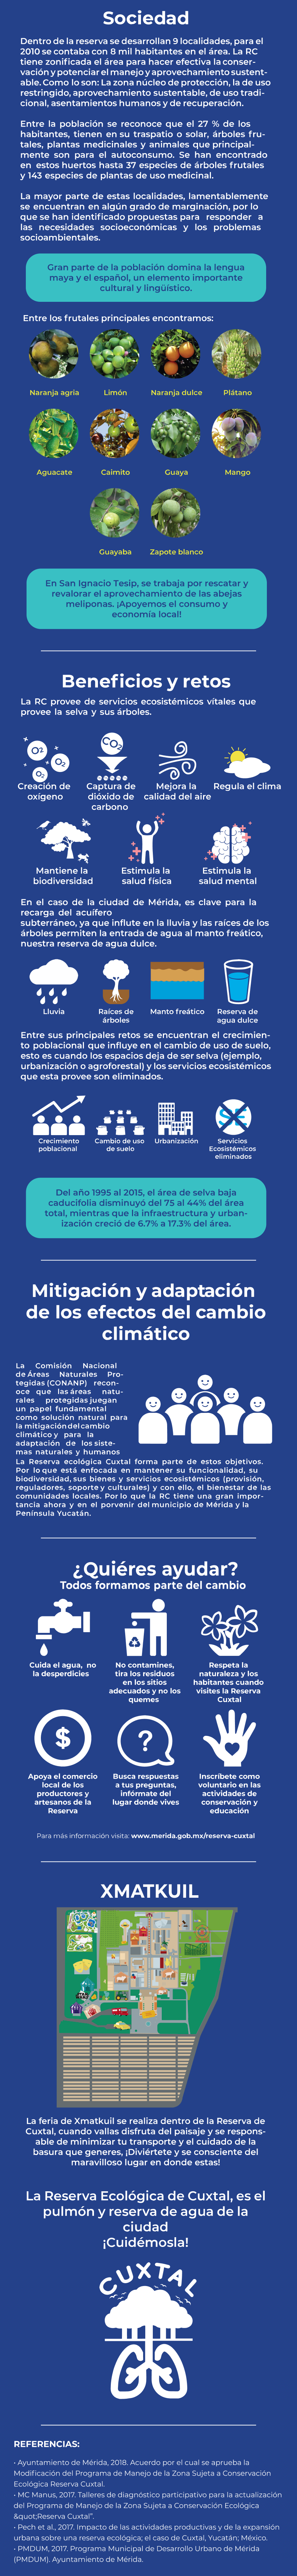 Sociedad
Dentro de la reserva se desarrollan 9 localidades, para el
2010 se contaba con 8 mil habitantes en el área. La RC
tiene zonificada el área para hacer efectiva la conser-
vación y potenciar el manejo y aprovechamiento sustent-
able. Como lo son: La zona núcleo de protección, la de uso
restringido, aprovechamiento sustentable, de uso tradi-
cional, asentamientos humanos y de recuperación.
Entre la población se reconoce que el 27 % de los
habitantes, tienen en su traspatio o solar, árboles fru-
tales, plantas medicinales y animales que principal-
mente son para el autoconsumo. Se han encontrado
en estos huertos hasta 37 especies de árboles frutales
y 143 especies de plantas de uso medicinal.
La mayor parte de estas localidades, lamentablemente
se encuentran en algún grado de marginación, por lo
que se han identificado propuestas para responder a
las necesidades socioeconómicas y los problemas
socioambientales.
Gran parte de la población domina la lengua
maya y el español, un elemento importante
cultural y lingüístico.
Entre los frutales principales encontramos:
Naranja agria Limón Naranja dulce Plátano
Aguacate Caimito Guaya Mango
Guayaba Zapote blanco
En San Ignacio Tesip, se trabaja por rescatar y
revalorar el aprovechamiento de las abejas
meliponas. ¡Apoyemos el consumo y
economía local!
Beneficios y retos
La RC provee de servicios ecosistémicos vítales que
provee la selva y sus árboles.
O2 O2 O2 CO2
Creación de
oxígeno
Captura de
dióxido de
carbono
Mejora la
calidad del aire
Regula el clima
Mantiene la
biodiversidad
Estimula la
salud física
Estimula la
salud mental
En el caso de la ciudad de Mérida, es clave para la
recarga del acuífero
subterráneo, ya que influte en la lluvia y las raíces de los
árboles permiten la entrada de agua al manto freático,
nuestra reserva de agua dulce.
Lluvia
Raíces de
árboles
Manto freático
Reserva de
agua dulce
Entre sus principales retos se encuentran el crecimien-
to poblacional que influye en el cambio de uso de suelo,
esto es cuando los espacios deja de ser selva (ejemplo,
urbanización o agroforestal) y los servicios ecosistémicos
que esta provee son eliminados.
SE
Crecimiento
poblacional
Cambio de uso
de suelo
Urbanización
Servicios
Ecosistémicos
eliminados
Del año 1995 al 2015, el área de selva baja
caducifolia disminuyó del 75 al 44% del área
total, mientras que la infraestructura y urban-
ización creció de 6.7% a 17.3% del área.
Mitigación y adaptación
de los efectos del cambio
climático
La Comisión Nacional
de Áreas Naturales Pro-
tegidas (CONANP) recon-
oce que las áreas natu-
rales protegidas juegan
un papel fundamental
como solución natural para
la mitigación del cambio
climático y para la
adaptación de los siste-
mas naturales y humanos
La Reserva ecológica Cuxtal forma parte de estos objetivos.
Por lo que está enfocada en mantener su funcionalidad, su
biodiversidad, sus bienes y servicios ecosistémicos (provisión,
reguladores, soporte y culturales) y con ello, el bienestar de las
comunidades locales. Por lo que la RC tiene una gran impor-
tancia ahora y en el porvenir del municipio de Mérida y la
Península Yucatán.
¿Quiéres ayudar?
Todos formamos parte del cambio
Cuida el agua, no
la desperdicies
No contamines,
tira los residuos
en los sitios
adecuados y no los
quemes
Respeta la
naturaleza y los
habitantes cuando
visites la Reserva
Cuxtal
$
?
Apoya el comercio
local de los
productores y
artesanos de la
Reserva
Busca respuestas
a tus preguntas,
infórmate del
lugar donde vives
Inscríbete como
voluntario en las
actividades de
conservación y
educación
Para más información visita: www.merida.gob.mx/reserva-cuxtal
XMATKUIL
La feria de Xmatkuil se realiza dentro de la Reserva de
Cuxtal, cuando vallas disfruta del paisaje y se respons-
able de minimizar tu transporte y el cuidado de la
basura que generes, ¡Diviértete y se consciente del
maravilloso lugar en donde estas!
La Reserva Ecológica de Cuxtal, es el
pulmón y reserva de agua de la
ciudad
¡Cuidémosla!
CUXTAL
REFERENCIAS:
• Ayuntamiento de Mérida, 2018. Acuerdo por el cual se aprueba la
Modificación del Programa de Manejo de la Zona Sujeta a Conservación
Ecológica Reserva Cuxtal.
• MC Manus, 2017. Talleres de diagnóstico participativo para la actualización
del Programa de Manejo de la Zona Sujeta a Conservación Ecológica
&quot;Reserva Cuxtal”.
• Pech et al., 2017. Impacto de las actividades productivas y de la expansión
urbana sobre una reserva ecológica; el caso de Cuxtal, Yucatán; México.
• PMDUM, 2017. Programa Municipal de Desarrollo Urbano de Mérida
(PMDUM). Ayuntamiento de Mérida.